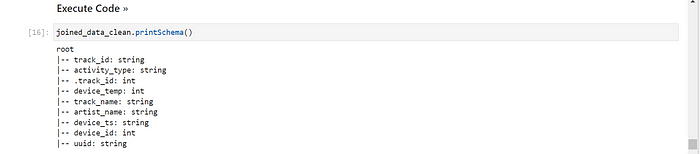 Execute Code »
[16]: joined_data_clean.printSchema()
root
|-- track_id: string
|-- activity_type: string
|-- .track_id: int
|-- device_temp: int
|-- track_name: string
|-- artist_name: string
|-- device_ts: string
|-- device_id: int
|-- uuid: string